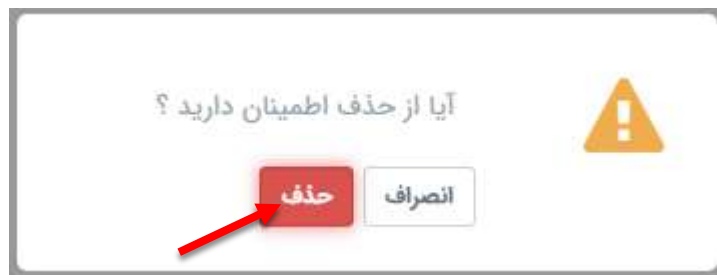 آیا از حذف اطمینان دارید ؟
انصراف
حذف